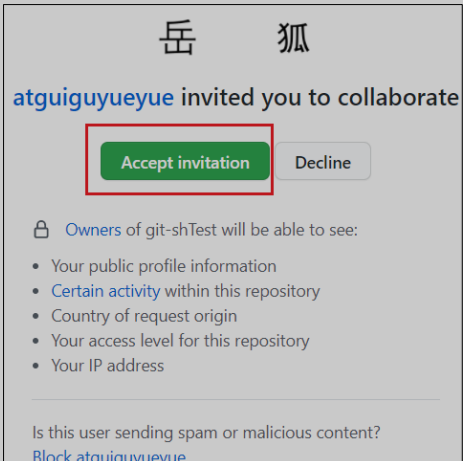 岳 狐
atguiguyueyue invited you to collaborate
Accept invitation Decline
Owners of git-shTest will be able to see:
• Your public profile information
• Certain activity within this repository
• Country of request origin
• Your access level for this repository
• Your IP address
Is this user sending spam or malicious content?
Block atguiguyueyue